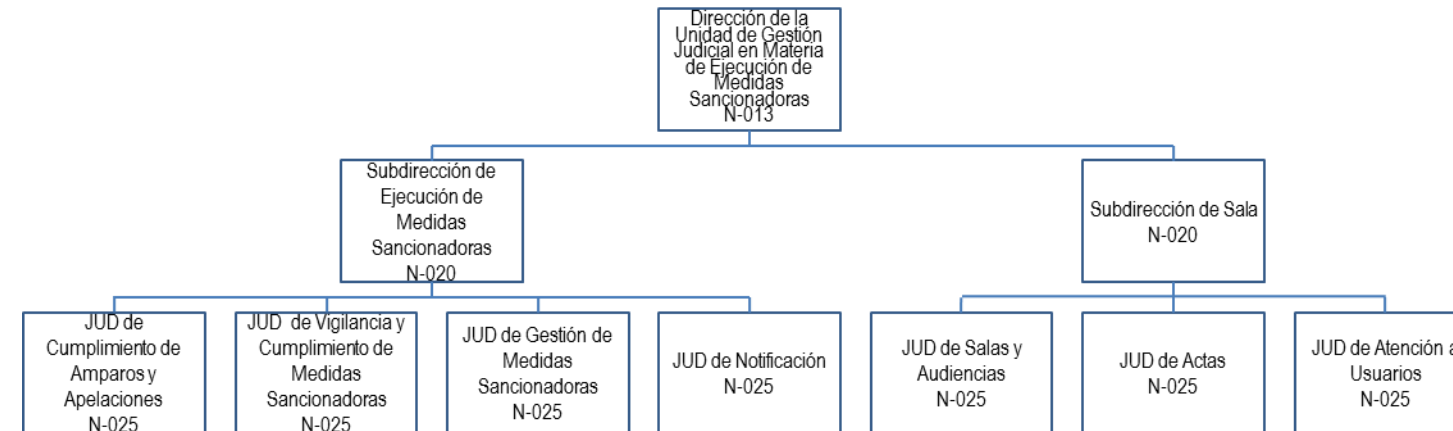 Dirección de la
Unidad de Gestión
Judicial en Materia
de Ejecución de
Medidas
Sancionadoras
N-013
Subdirección de
Ejecución de
Medidas
Sancionadoras
N-020
Subdirección de Sala
N-020
JUD de
Cumplimiento de
Amparos y
Apelaciones
N-025
JUD de Vigilancia y
Cumplimiento de
Medidas
Sancionadoras
N-025
JUD de Gestión de
Medidas
Sancionadoras
N-025
JUD de Notificación
N-025
JUD de Salas y
Audiencias
N-025
JUD de Actas
N-025
JUD de Atención a
Usuarios
N-025